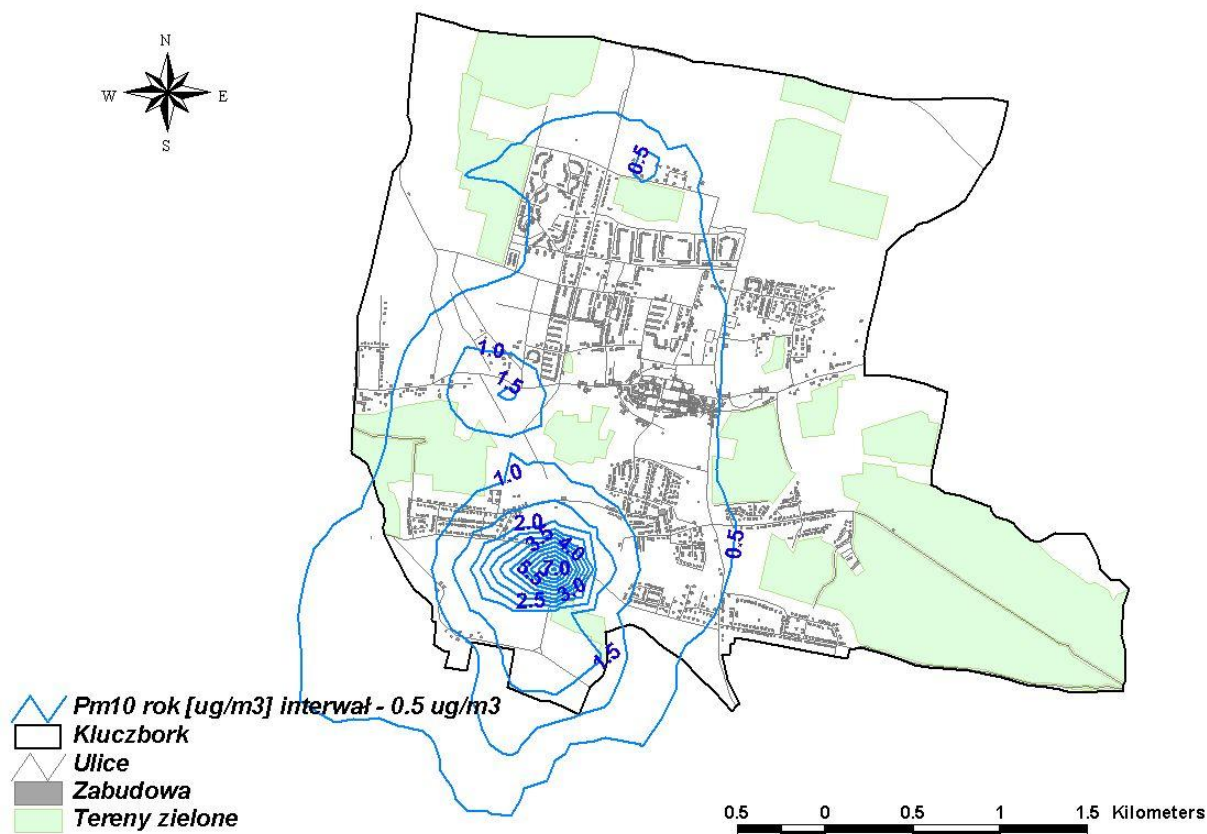 N
W E
S
0.5
1.0
1.5
1.0
2.0
3.5 4.0
0.5
5.5 7.0
2.5 3.0
1.5
Pm10 rok [ug/m3] interwał - 0.5 ug/m3
Kluczbork
Ulice
Zabudowa
Tereny zielone
0.5 0 0.5 1 1.5 Kilometers